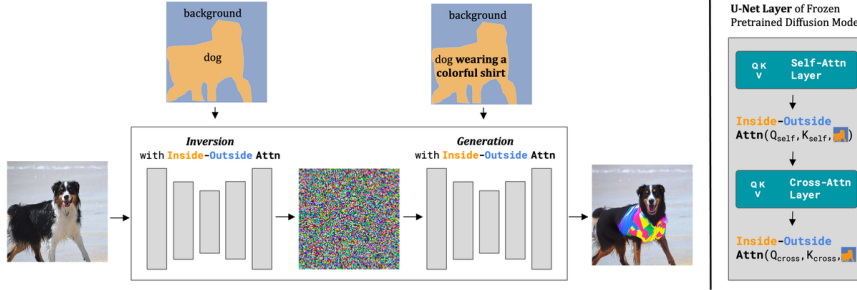 background
dog
background
dog wearing a
colorful shirt
Inversion
with Inside-Outside Attn
Generation
with Inside-Outside Attn
U-Net Layer of Frozen
Pretrained Diffusion Mode
Q K
V
Self-Attn
Layer
Inside-Outside
Attn(Qself,Kself, )
Q K
V
Cross-Attn
Layer
Inside-Outside
Attn(Qcross,Kcross,